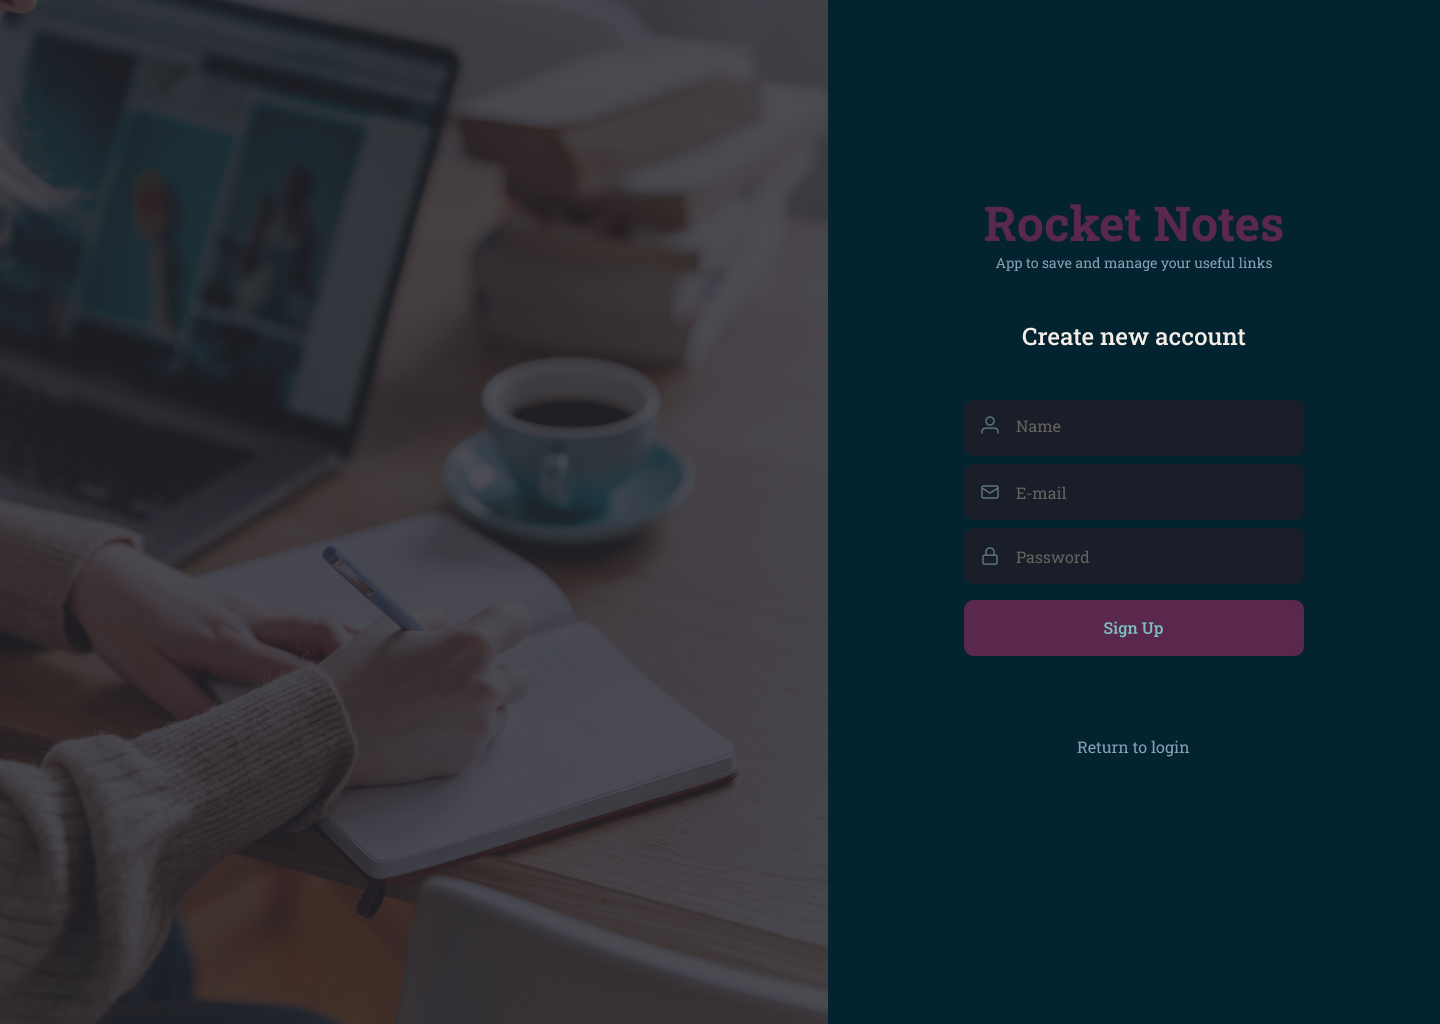 Rocket Notes
App to save and manage your useful links
Create new account
Name
E-mail
Password
Sign Up
Return to login